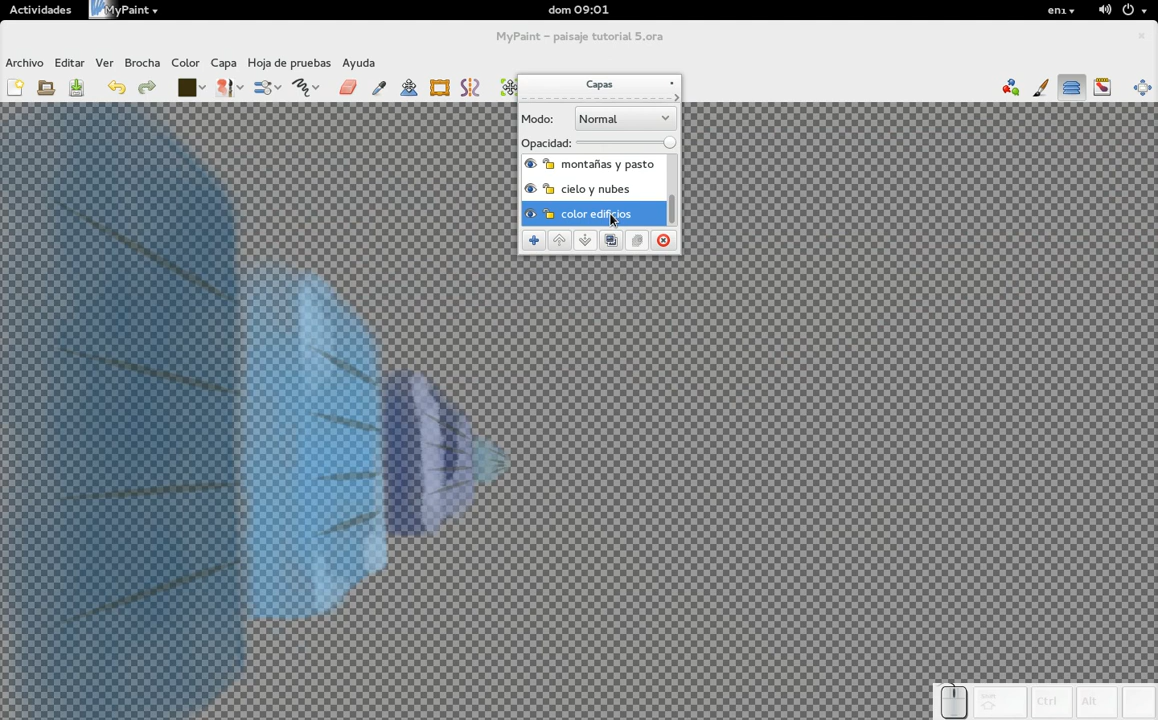 Actividades MyPaint dom 09:01 en1
MyPaint – paisaje tutorial 5.ora
Archivo Editar Ver Brocha Color Capa Hoja de pruebas Ayuda
Capas
Modo: Normal
Opacidad:
montañas y pasto
cielo y nubes
color edificios
Ctrl Alt